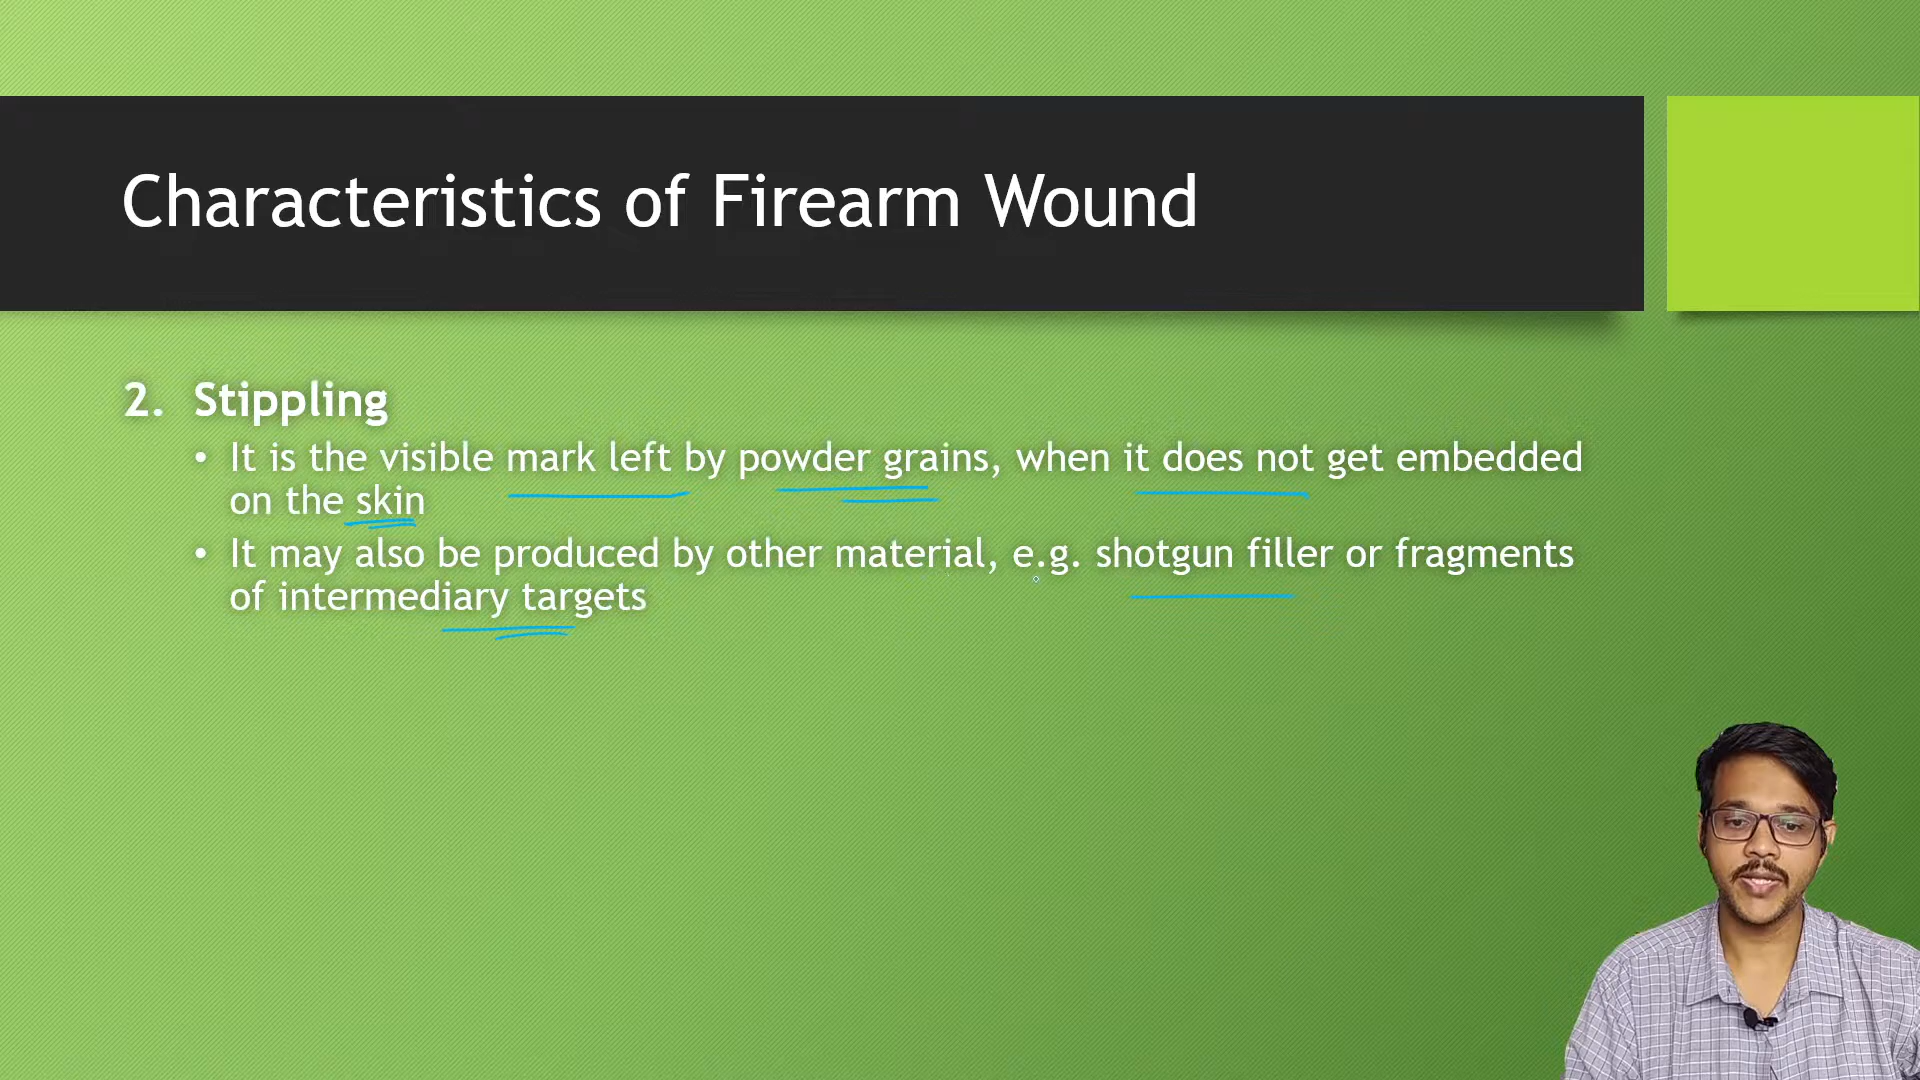 Characteristics of Firearm Wound
2. Stippling
• It is the visible mark left by powder grains, when it does not get embedded
on the skin
• It may also be produced by other material, e.g. shotgun filler or fragments
of intermediary targets